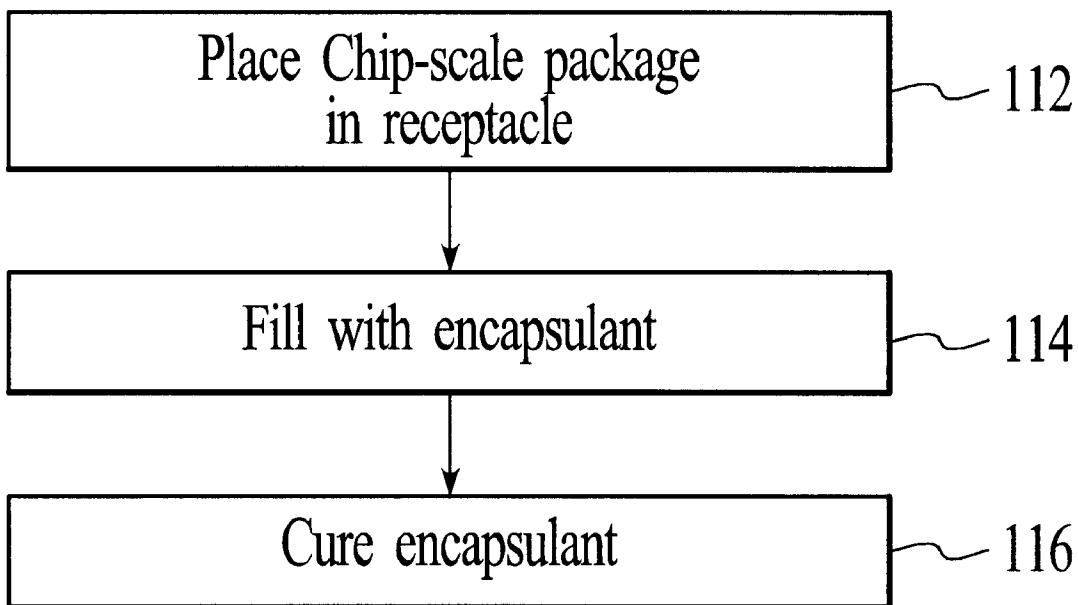 Place Chip-scale package
in receptacle
112
Fill with encapsulant
114
Cure encapsulant
116